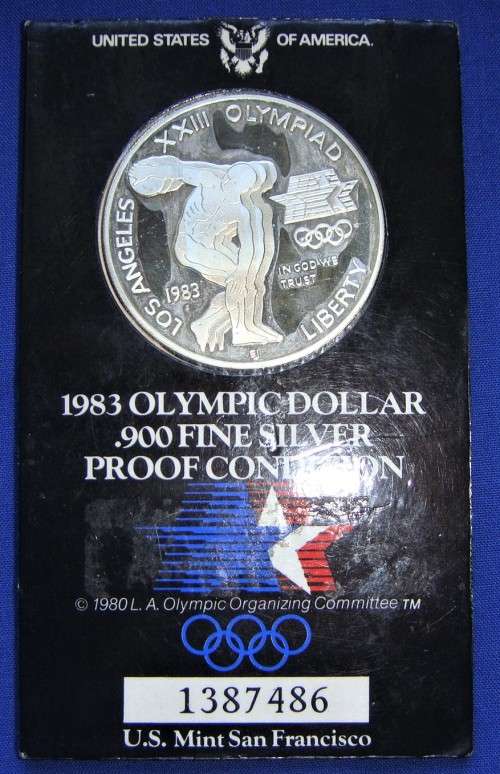 UNITED STATES OF AMERICA.
LOS ANGELES XXIII OLYMPIAD
IN GOD WE
TRUST
1983
LIBERTY
S
1983 OLYMPIC DOLLAR
.900 FINE SILVER
PROOF CONDITION
© 1980 L. A. Olympic Organizing Committee TM
1387486
U.S. Mint San Francisco